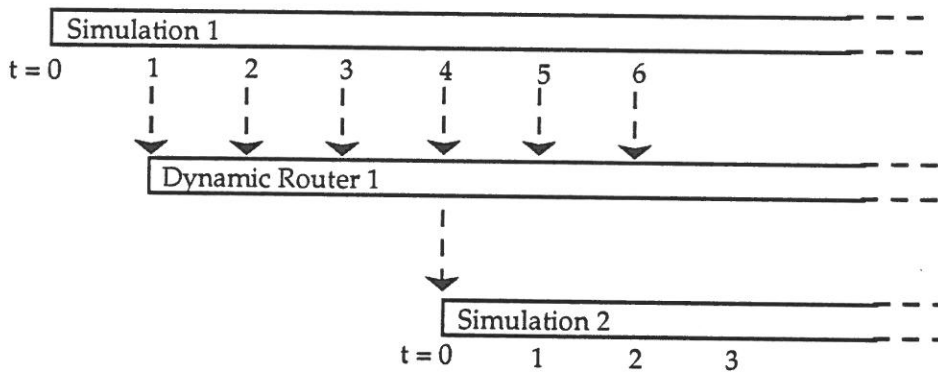 Simulation 1
t = 0 1 2 3 4 5 6
Dynamic Router 1
Simulation 2
t = 0 1 2 3